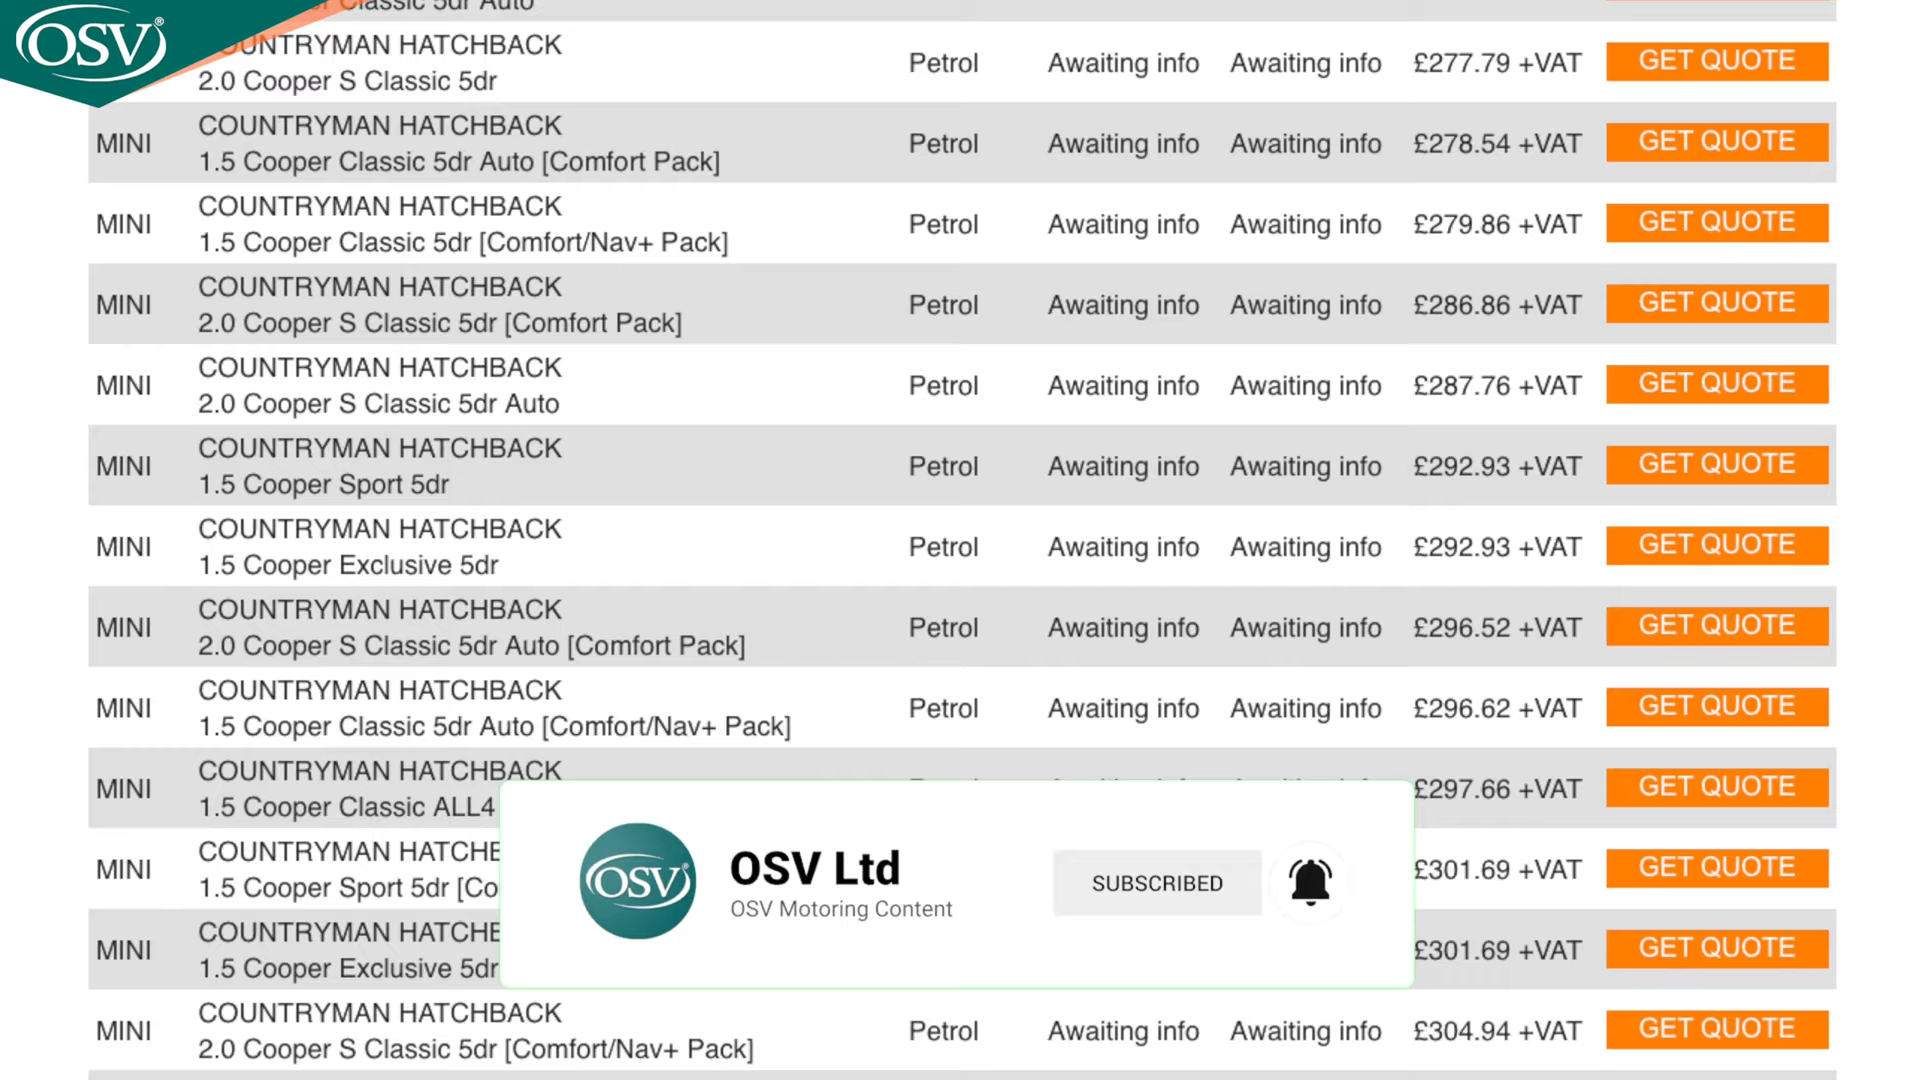 Classic 5dr Auto
OSV®
COUNTRYMAN HATCHBACK
2.0 Cooper S Classic 5dr
Petrol Awaiting info Awaiting info £277.79 +VAT GET QUOTE
MINI
COUNTRYMAN HATCHBACK
1.5 Cooper Classic 5dr Auto [Comfort Pack]
Petrol Awaiting info Awaiting info £278.54 +VAT GET QUOTE
MINI
COUNTRYMAN HATCHBACK
1.5 Cooper Classic 5dr [Comfort/Nav+ Pack]
Petrol Awaiting info Awaiting info £279.86 +VAT GET QUOTE
MINI
COUNTRYMAN HATCHBACK
2.0 Cooper S Classic 5dr [Comfort Pack]
Petrol Awaiting info Awaiting info £286.86 +VAT GET QUOTE
MINI
COUNTRYMAN HATCHBACK
2.0 Cooper S Classic 5dr Auto
Petrol Awaiting info Awaiting info £287.76 +VAT GET QUOTE
MINI
COUNTRYMAN HATCHBACK
1.5 Cooper Sport 5dr
Petrol Awaiting info Awaiting info £292.93 +VAT GET QUOTE
MINI
COUNTRYMAN HATCHBACK
1.5 Cooper Exclusive 5dr
Petrol Awaiting info Awaiting info £292.93 +VAT GET QUOTE
MINI
COUNTRYMAN HATCHBACK
2.0 Cooper S Classic 5dr Auto [Comfort Pack]
Petrol Awaiting info Awaiting info £296.52 +VAT GET QUOTE
MINI
COUNTRYMAN HATCHBACK
1.5 Cooper Classic 5dr Auto [Comfort/Nav+ Pack]
Petrol Awaiting info Awaiting info £296.62 +VAT GET QUOTE
MINI
COUNTRYMAN HATCHBACK
1.5 Cooper Classic ALL4
£297.66 +VAT GET QUOTE
MINI
COUNTRYMAN HATCHE
1.5 Cooper Sport 5dr [Co
£301.69 +VAT GET QUOTE
MINI
COUNTRYMAN HATCHE
1.5 Cooper Exclusive 5dr
£301.69 +VAT GET QUOTE
OSV®
OSV Ltd
OSV Motoring Content
SUBSCRIBED
MINI
COUNTRYMAN HATCHBACK
2.0 Cooper S Classic 5dr [Comfort/Nav+ Pack]
Petrol Awaiting info Awaiting info £304.94 +VAT GET QUOTE